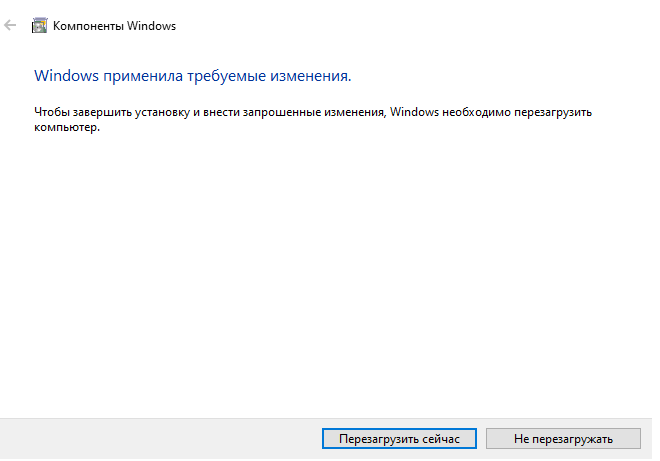 Компоненты Windows
Windows применила требуемые изменения.
Чтобы завершить установку и внести запрошенные изменения, Windows необходимо перезагрузить
компьютер.
Перезагрузить сейчас
Не перезагружать